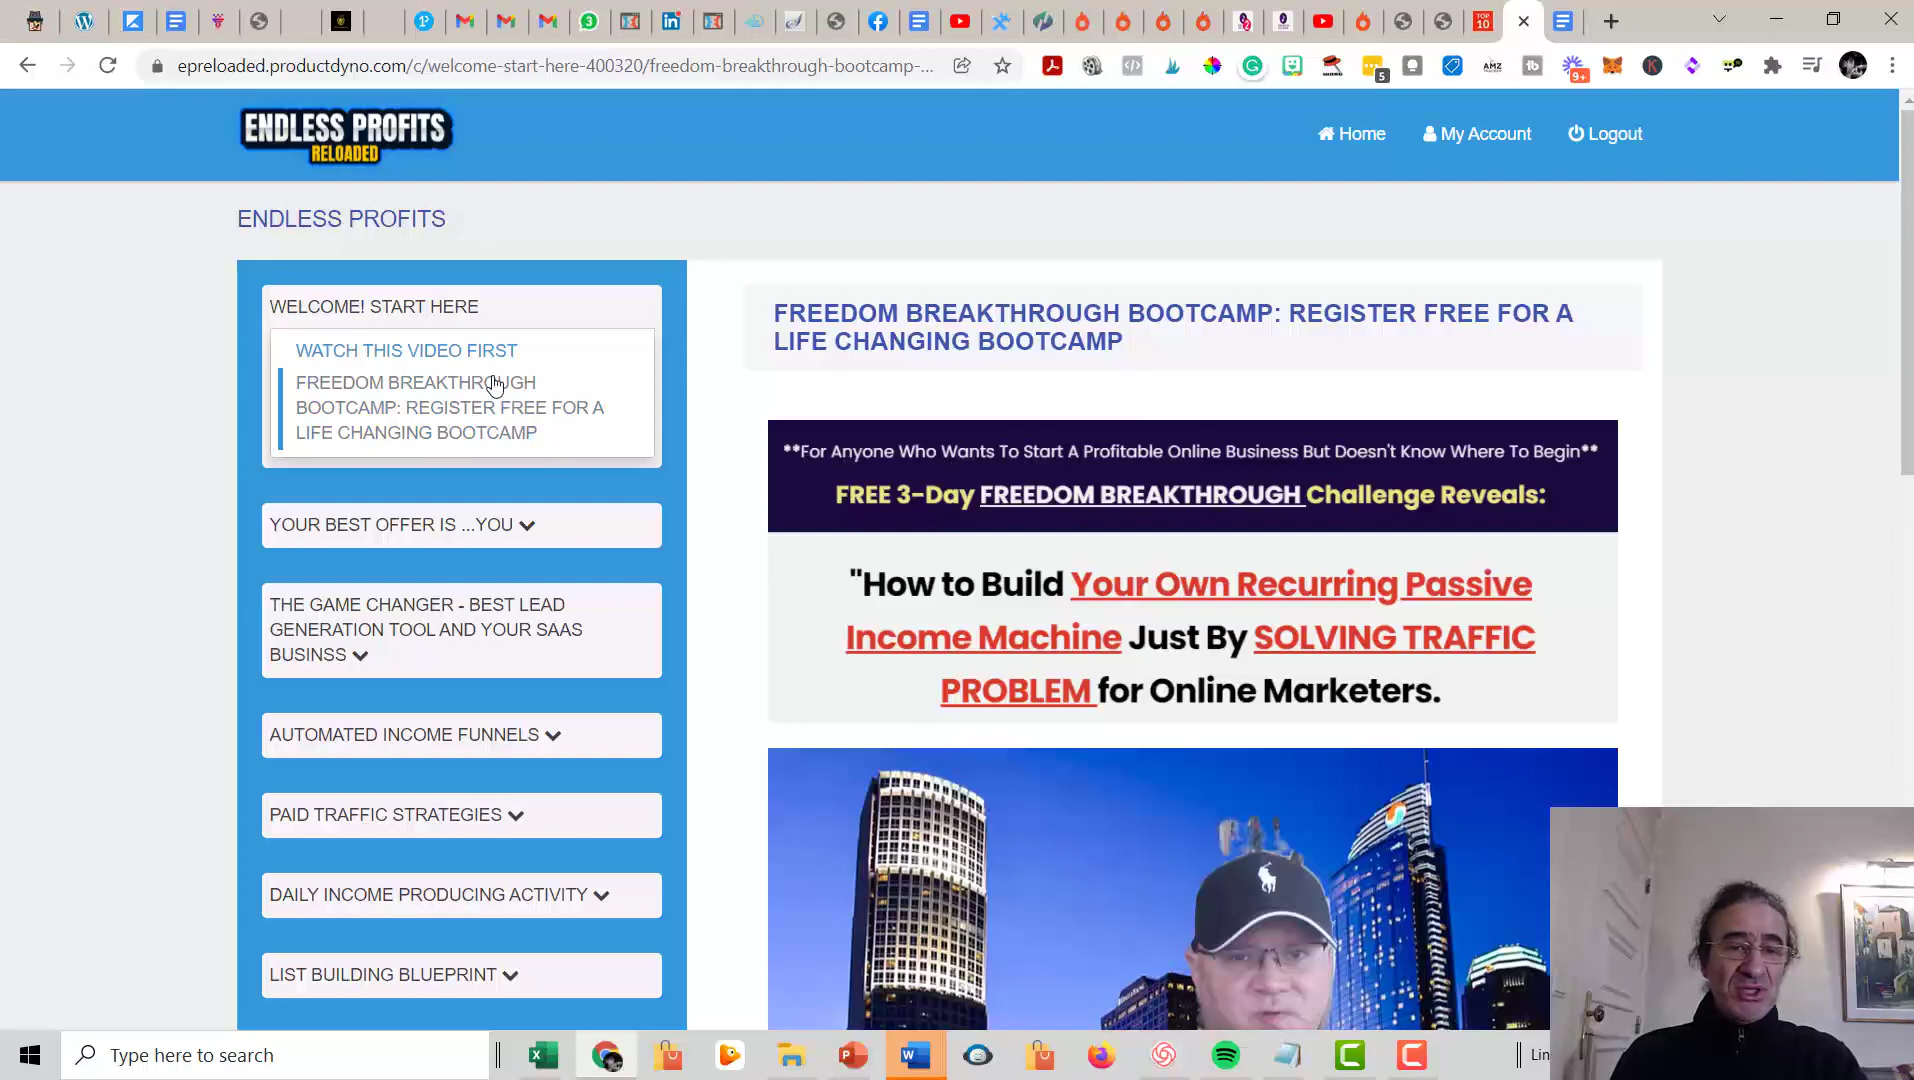 epreloaded.productdyno.com/c/welcome-start-here-400320/freedom-breakthrough-bootcamp-...
ENDLESS PROFITS
RELOADED
Home
My Account
Logout
ENDLESS PROFITS
WELCOME! START HERE
WATCH THIS VIDEO FIRST
FREEDOM BREAKTHROUGH
BOOTCAMP: REGISTER FREE FOR A
LIFE CHANGING BOOTCAMP
YOUR BEST OFFER IS ...YOU
THE GAME CHANGER - BEST LEAD
GENERATION TOOL AND YOUR SAAS
BUSINSS
AUTOMATED INCOME FUNNELS
PAID TRAFFIC STRATEGIES
DAILY INCOME PRODUCING ACTIVITY
LIST BUILDING BLUEPRINT
FREEDOM BREAKTHROUGH BOOTCAMP: REGISTER FREE FOR A
LIFE CHANGING BOOTCAMP
**For Anyone Who Wants To Start A Profitable Online Business But Doesn't Know Where To Begin**
FREE 3-Day FREEDOM BREAKTHROUGH Challenge Reveals:
"How to Build Your Own Recurring Passive
Income Machine Just By SOLVING TRAFFIC
PROBLEM for Online Marketers.
Type here to search
Lin